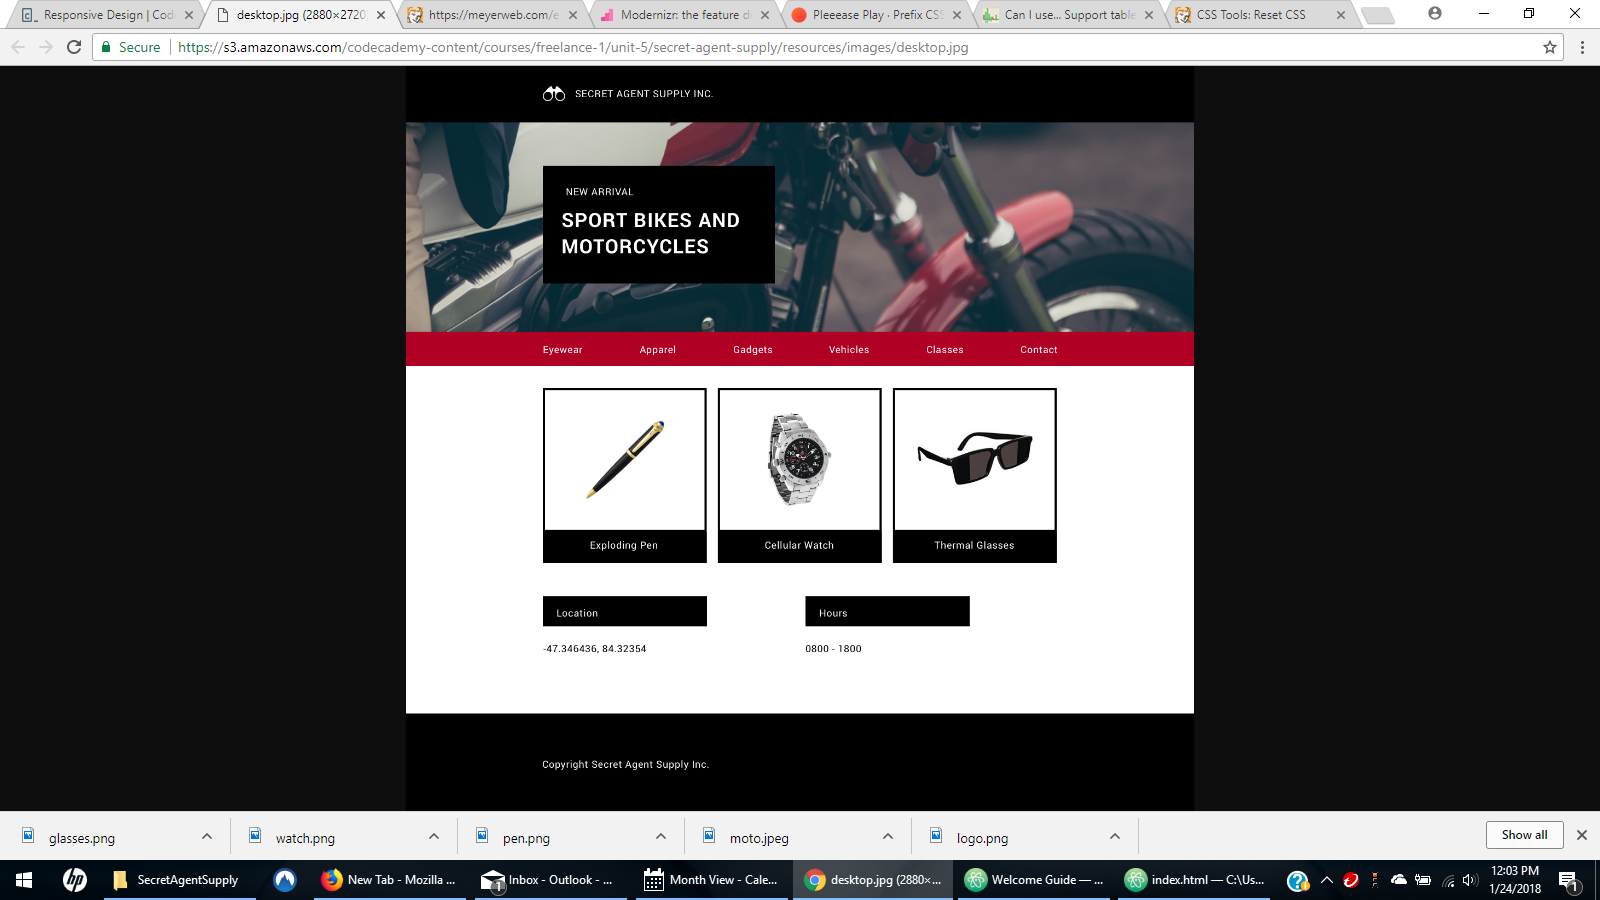 Responsive Design | Cod
desktop.jpg (2880×2720
https://meyerweb.com/e
Modernizr: the feature d
Pleeease Play · Prefix CSS
Can I use... Support table
CSS Tools: Reset CSS
Secure
https://s3.amazonaws.com/codecademy-content/courses/freelance-1/unit-5/secret-agent-supply/resources/images/desktop.jpg
SECRET AGENT SUPPLY INC.
NEW ARRIVAL
SPORT BIKES AND
MOTORCYCLES
Eyewear Apparel Gadgets Vehicles Classes Contact
Exploding Pen Cellular Watch Thermal Glasses
Location Hours
-47.346436, 84.32354 0800 - 1800
Copyright Secret Agent Supply Inc.
glasses.png watch.png pen.png moto.jpeg logo.png Show all
hp SecretAgentSupply New Tab - Mozilla ... 1 Inbox - Outlook - ... Month View - Cale... desktop.jpg (2880×... Welcome Guide — ... index.html — C:\Us... 12:03 PM
1/24/2018
1